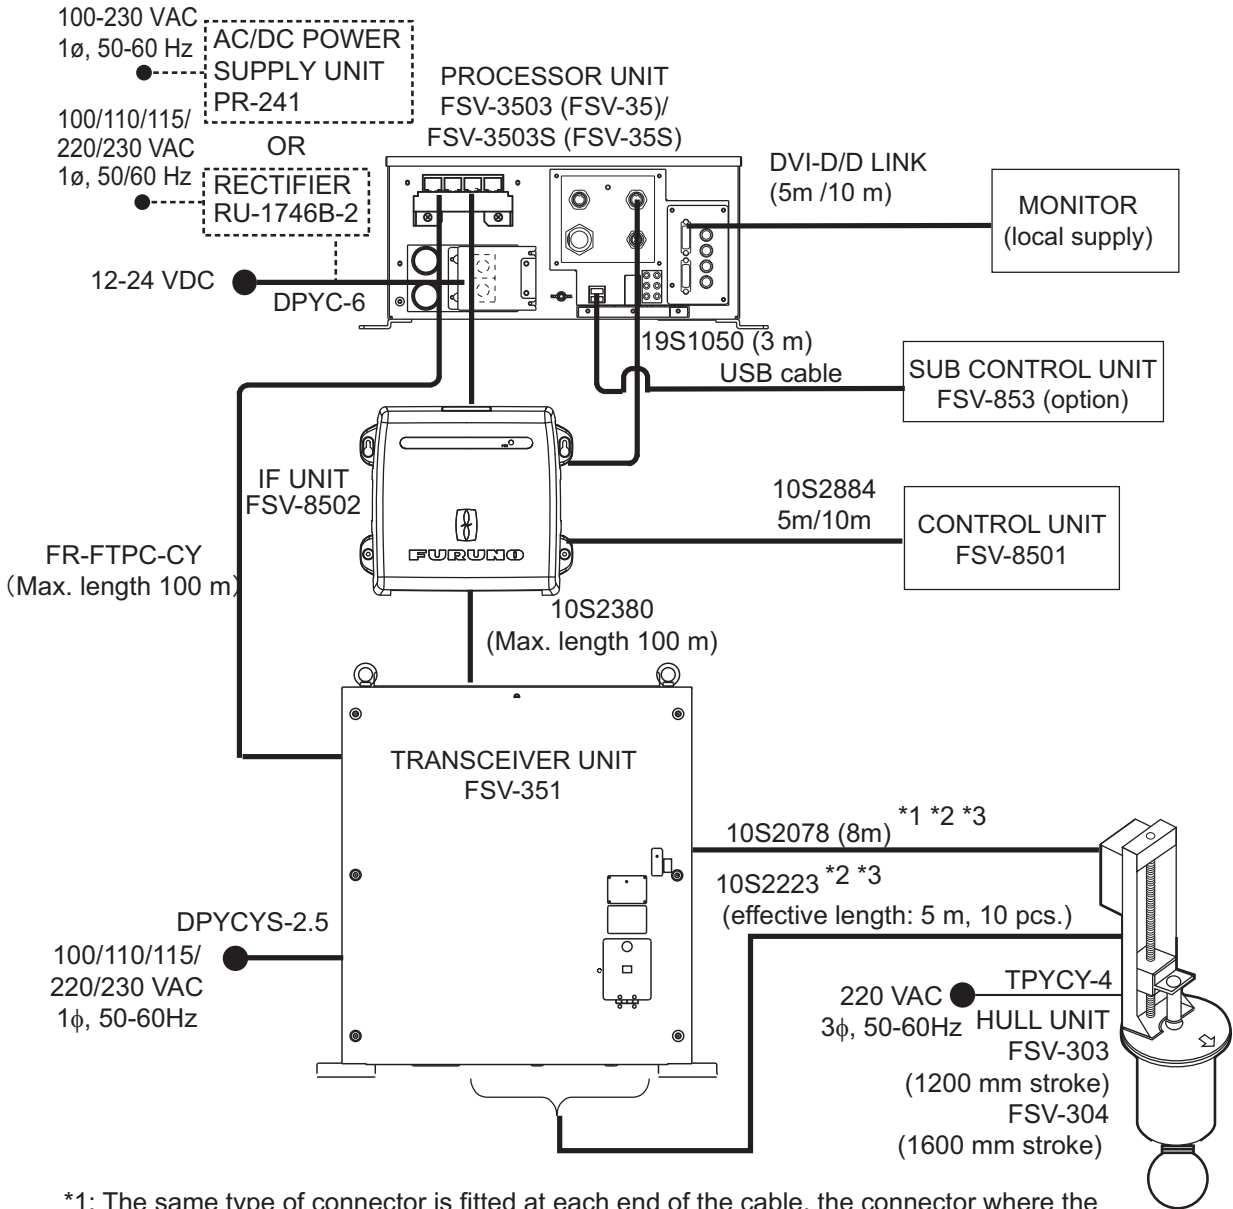 100-230 VAC
1ø, 50-60 Hz
AC/DC POWER
SUPPLY UNIT
PR-241
100/110/115/
220/230 VAC
1ø, 50/60 Hz
OR
RECTIFIER
RU-1746B-2
12-24 VDC
DPYC-6
PROCESSOR UNIT
FSV-3503 (FSV-35)/
FSV-3503S (FSV-35S)
DVI-D/D LINK
(5m /10 m)
MONITOR
(local supply)
19S1050 (3 m)
USB cable
SUB CONTROL UNIT
FSV-853 (option)
IF UNIT
FSV-8502
FURUNO
10S2884
5m/10m
CONTROL UNIT
FSV-8501
FR-FTPC-CY
(Max. length 100 m)
10S2380
(Max. length 100 m)
TRANSCEIVER UNIT
FSV-351
10S2078 (8m) *1 *2 *3
10S2223 *2 *3
(effective length: 5 m, 10 pcs.)
DPYCYS-2.5
100/110/115/
220/230 VAC
1ϕ, 50-60Hz
TPYCY-4
220 VAC
3ϕ, 50-60Hz
HULL UNIT
FSV-303
(1200 mm stroke)
FSV-304
(1600 mm stroke)
*1: The same type of connector is fitted at each end of the cable, the connector where the